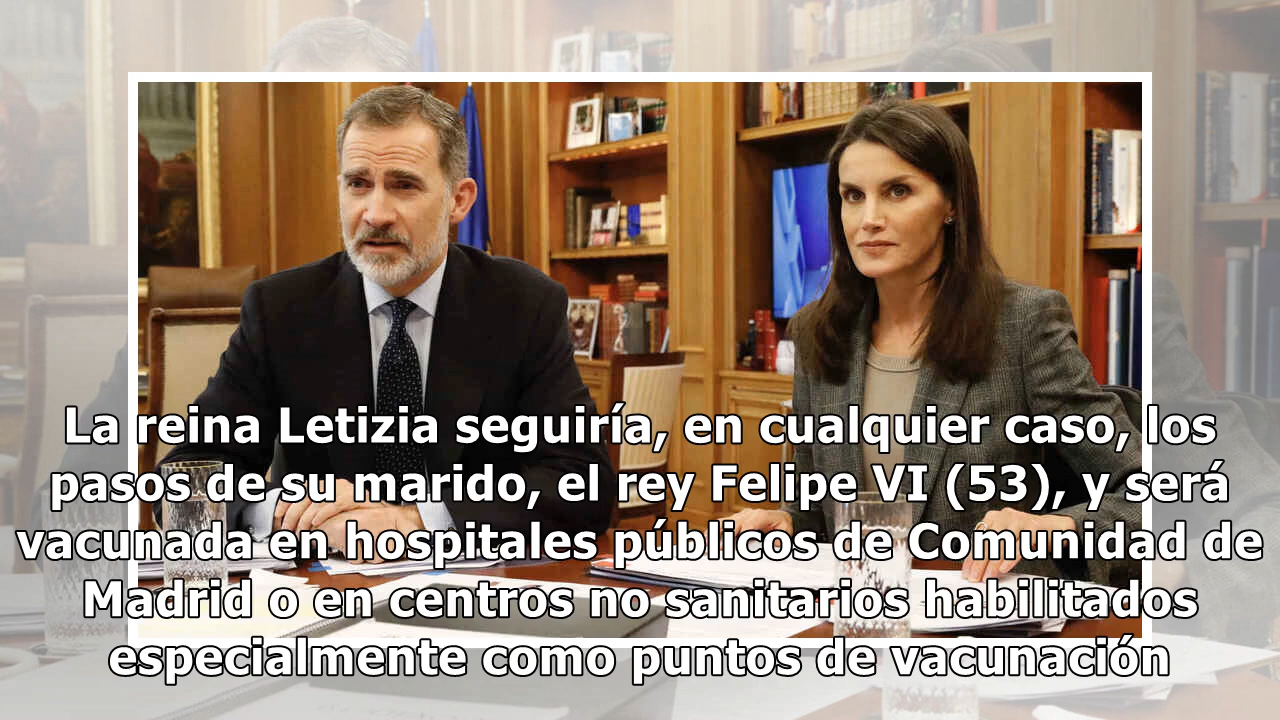 La reina Letizia seguiría, en cualquier caso, los
pasos de su marido, el rey Felipe VI (53), y será
vacunada en hospitales públicos de Comunidad de
Madrid o en centros no sanitarios habilitados
especialmente como puntos de vacunación